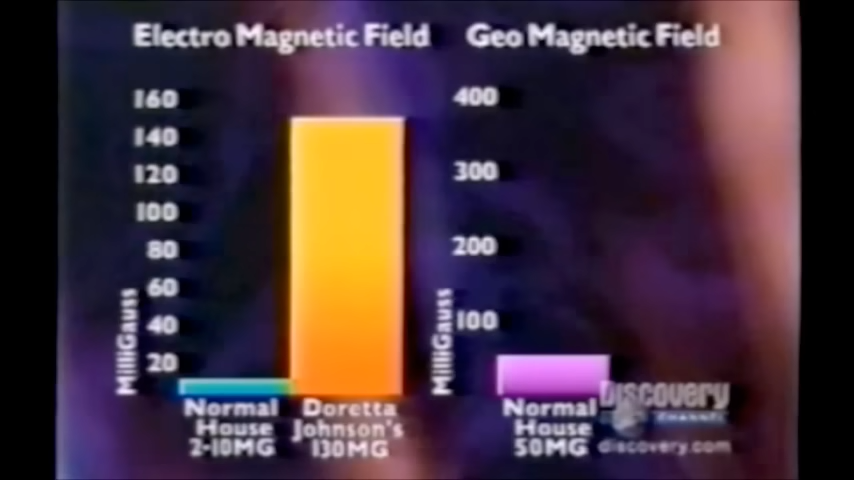 Electro Magnetic Field
Geo Magnetic Field
160
140
120
100
80
60
40
20
MilliGauss
Normal
House
2-10MG
Doretta
Johnson's
130MG
400
300
200
100
MilliGauss
Normal
House
50MG
Discovery
CHANNEL
discovery.com